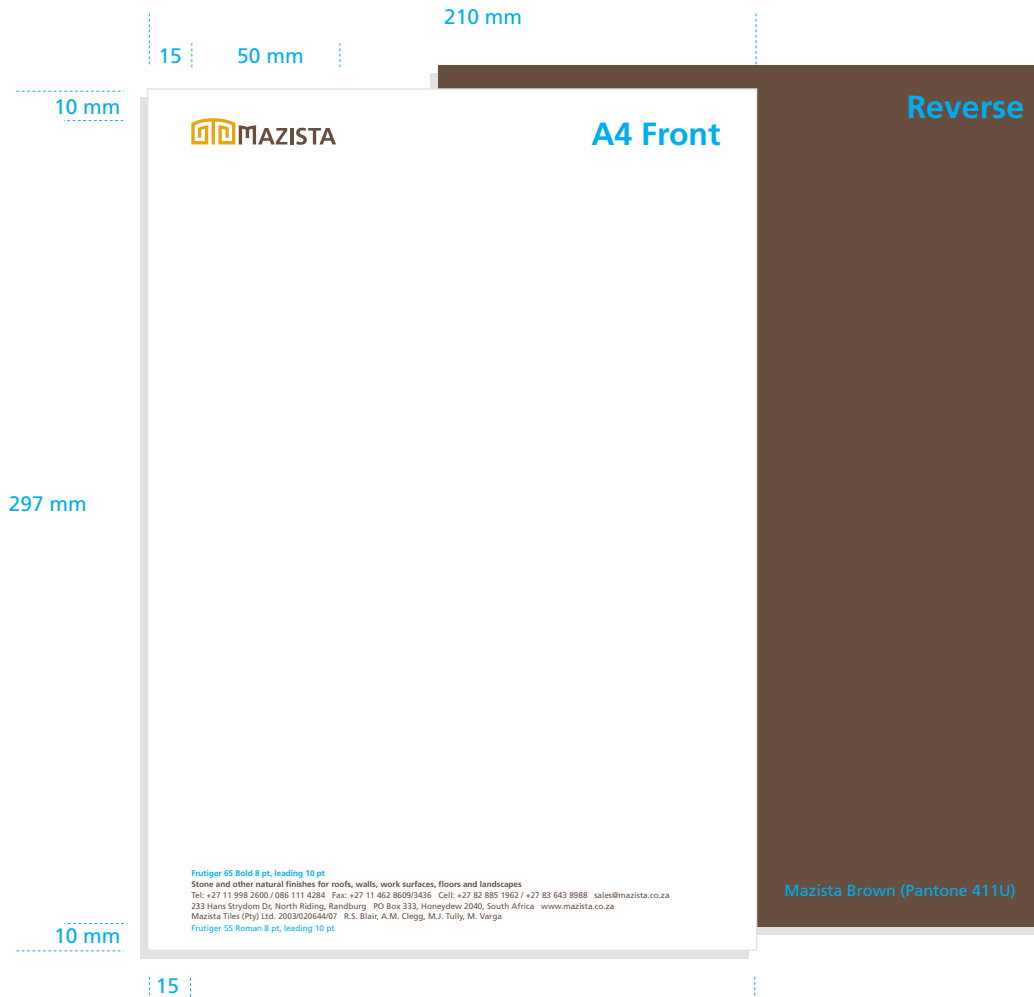 210 mm
15 50 mm
10 mm
Reverse
MAZISTA
A4 Front
297 mm
Frutiger 65 Bold 8 pt, leading 10 pt
Stone and other natural finishes for roofs, walls, work surfaces, floors and landscapes
Tel: +27 11 998 2600 / 086 111 4284 Fax: +27 11 462 8609/3436 Cell: +27 82 885 1962 / +27 83 643 8988 sales@mazista.co.za
233 Hans Strydom Dr, North Riding, Randburg PO Box 333, Honeydew 2040, South Africa www.mazista.co.za
Mazista Tiles (Pty) Ltd. 2003/020644/07 R.S. Blair, A.M. Clegg, M.J. Tully, M. Varga
Frutiger 55 Roman 8 pt, leading 10 pt
Mazista Brown (Pantone 411U)
10 mm
15